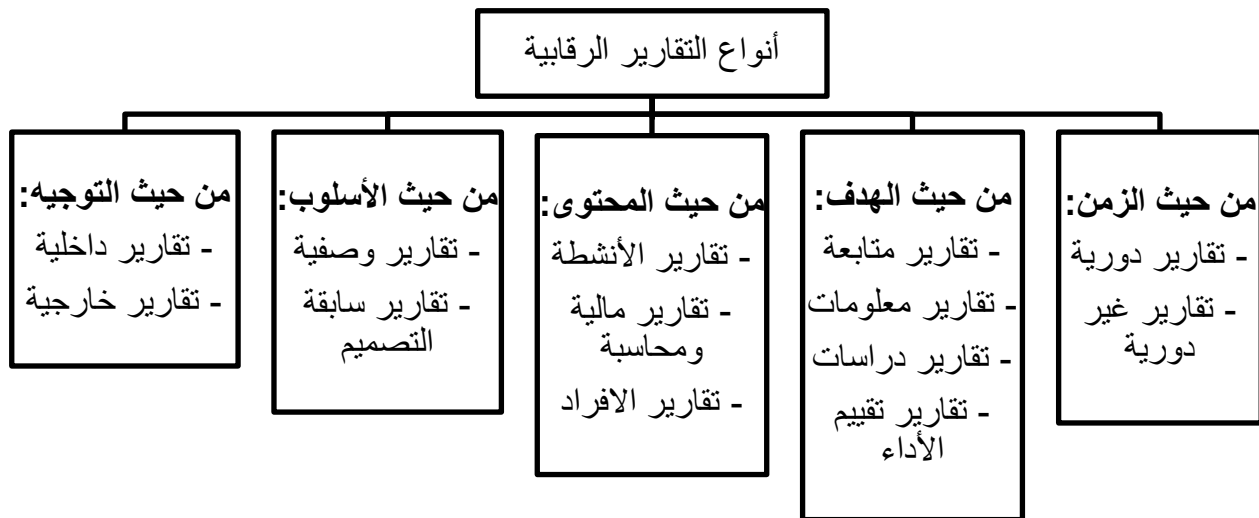 أنواع التقارير الرقابية
من حيث الزمن:
- تقارير دورية
- تقارير غير
دورية
من حيث الهدف:
- تقارير متابعة
- تقارير معلومات
- تقارير دراسات
- تقارير تقييم
الأداء
من حيث المحتوى:
- تقارير الأنشطة
- تقارير مالية
ومحاسبة
- تقارير الافراد
من حيث الأسلوب:
- تقارير وصفية
- تقارير سابقة
التصميم
من حيث التوجيه:
- تقارير داخلية
- تقارير خارجية